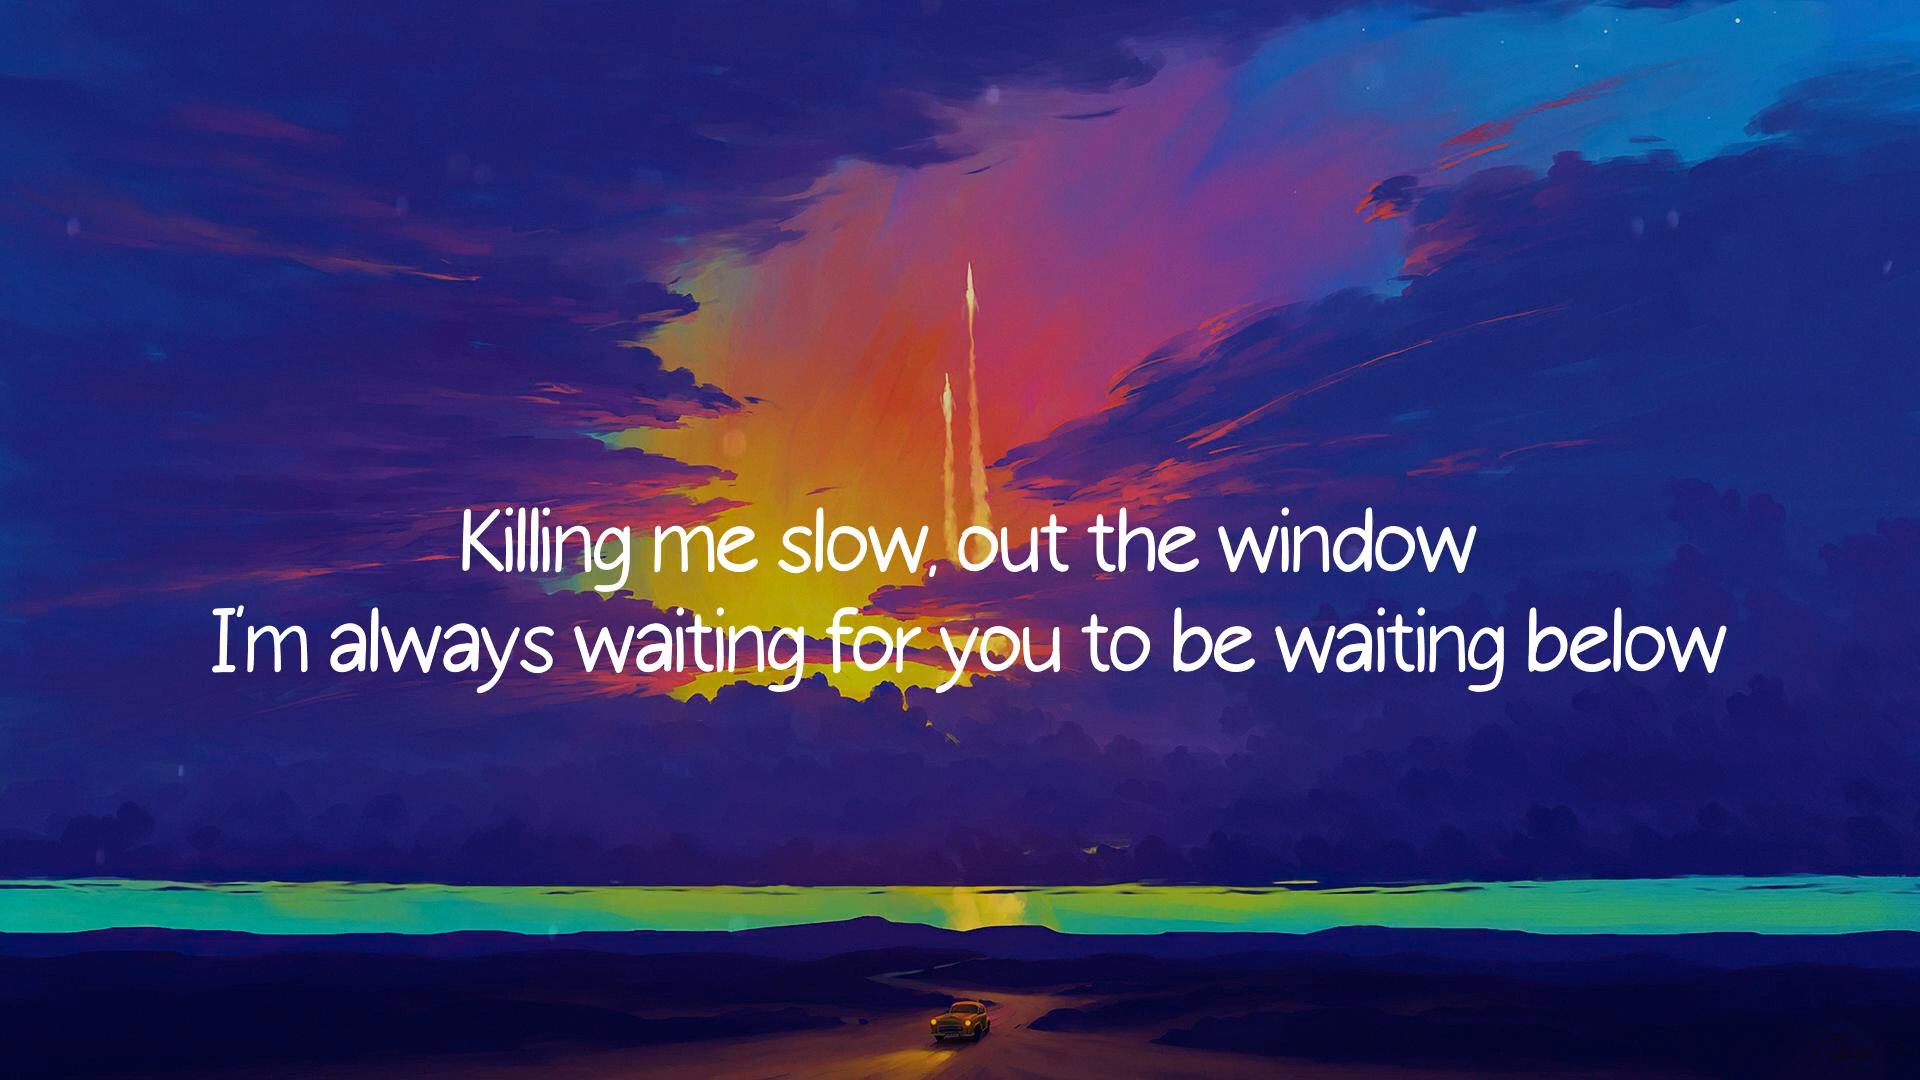 Killing me slow, out the window
I'm always waiting for you to be waiting below